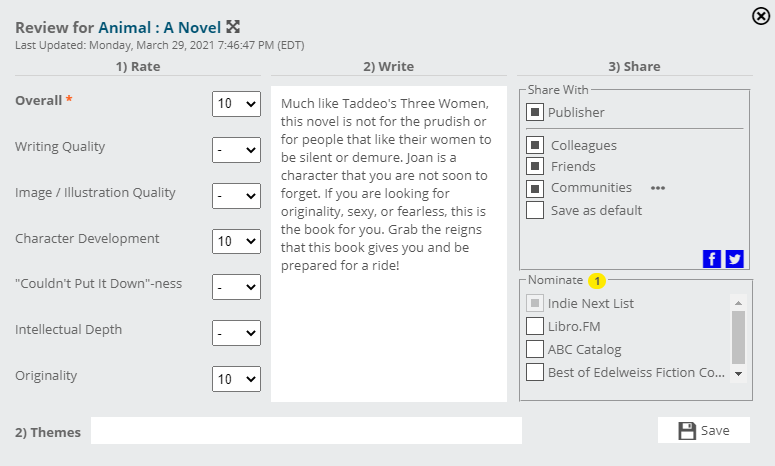 Review for Animal : A Novel
Last Updated: Monday, March 29, 2021 7:46:47 PM (EDT)
1) Rate
Overall *
10
Writing Quality
-
Image / Illustration Quality
-
Character Development
10
"Couldn't Put It Down"-ness
-
Intellectual Depth
-
Originality
10
2) Write
Much like Taddeo's Three Women,
this novel is not for the prudish or
for people that like their women to
be silent or demure. Joan is a
character that you are not soon to
forget. If you are looking for
originality, sexy, or fearless, this is
the book for you. Grab the reigns
that this book gives you and be
prepared for a ride!
3) Share
Share With
Publisher
Colleagues
Friends
Communities •••
Save as default
Nominate 1
Indie Next List
Libro.FM
ABC Catalog
Best of Edelweiss Fiction Co...
2) Themes
Save